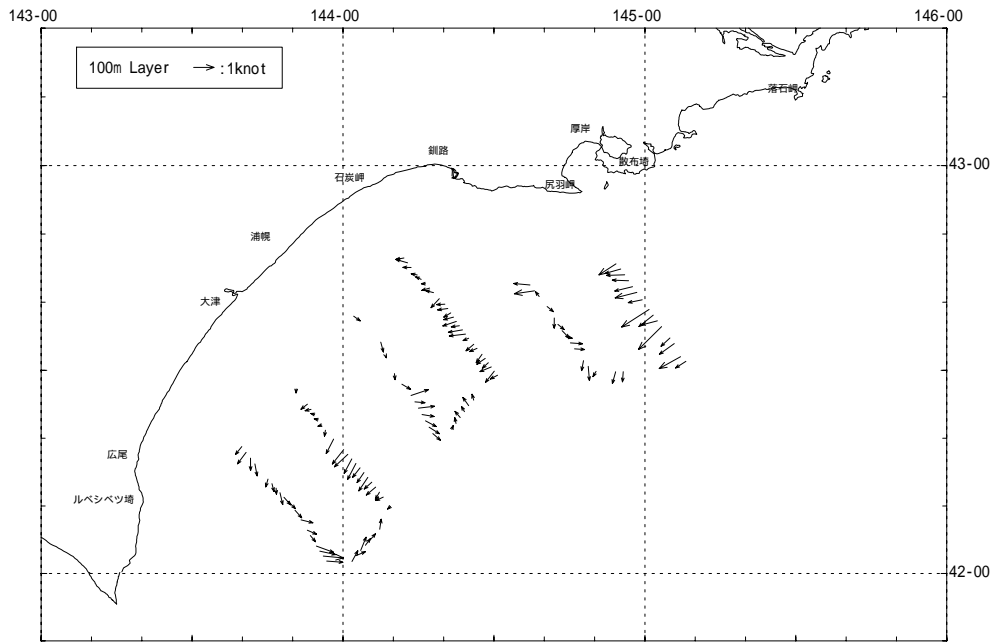 143-00 144-00 145-00 146-00
100m Layer :1knot
落石岬
厚岸
釧路
43-00
散布埼
石炭岬
尻羽岬
浦幌
大津
広尾
ルベシベツ埼
42-00